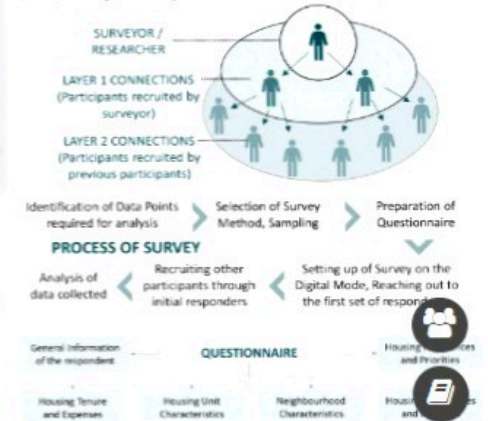 SURVEYOR /
RESEARCHER
LAYER 1 CONNECTIONS
(Participants recruited by
surveyor)
LAYER 2 CONNECTIONS
(Participants recruited by
previous participants)
Identification of Data Points
required for analysis
Selection of Survey
Method, Sampling
Preparation of
Questionnaire
PROCESS OF SURVEY
Analysis of
data collected
Recruiting other
participants through
initial responders
Setting up of Survey on the
Digital Mode, Reaching out to
the first set of
General Information
of the respondent
QUESTIONNAIRE
Housing
and Priorities
Housing Tenure
and Expenses
Housing Unit
Characteristics
Neighbourhood
Characteristics
and